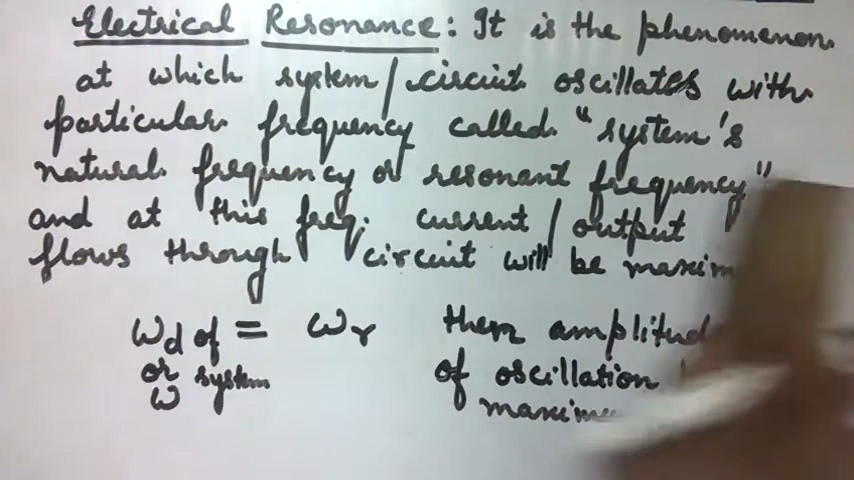 Electrical Resonance: It is the phenomenon
at which system/circuit oscillates with
particular frequency called "system's
natural frequency or resonant frequency"
and at this freq. current/output
flows through circuit will be
ωd of = ωr then
or system of oscillation
ω